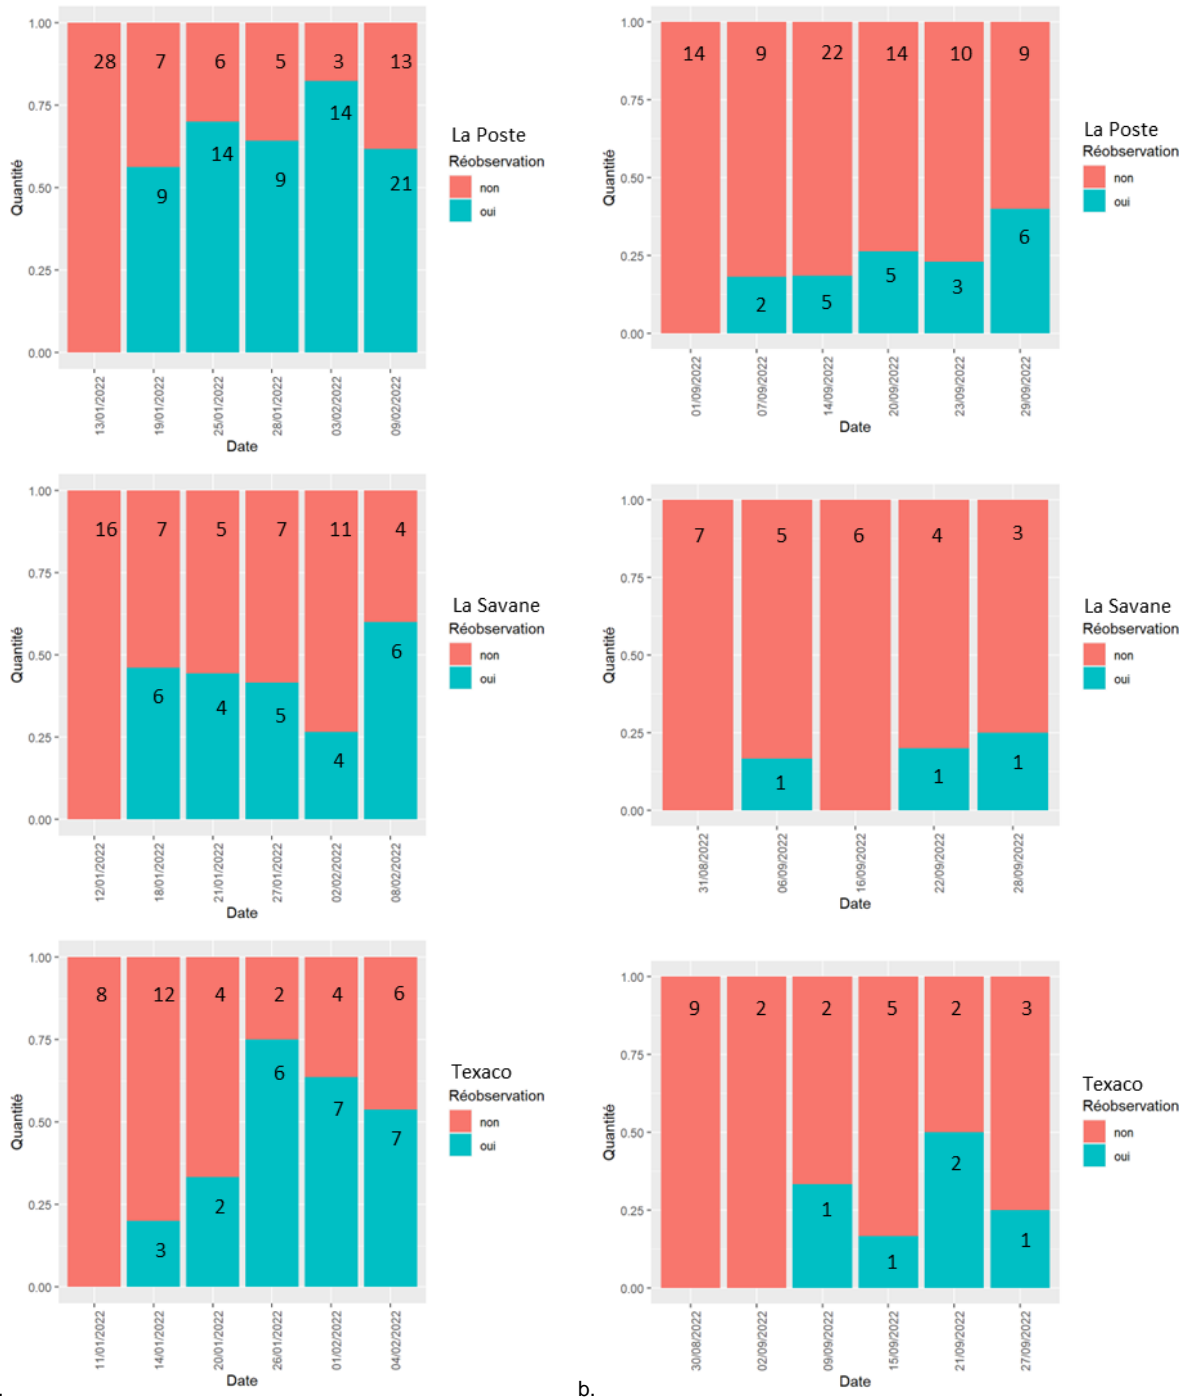 1.00
0.75
0.50
0.25
0.00
Quantité
28 7 6 5 3 13
9 14 9 14 21
13/01/2022 19/01/2022 25/01/2022 28/01/2022 03/02/2022 09/02/2022
Date
La Poste
Réobservation
non
oui
1.00
0.75
0.50
0.25
0.00
Quantité
14 9 22 14 10 9
2 5 5 3 6
01/09/2022 07/09/2022 14/09/2022 20/09/2022 23/09/2022 29/09/2022
Date
La Poste
Réobservation
non
oui
1.00
0.75
0.50
0.25
0.00
Quantité
16 7 5 7 11 4
6 4 5 4 6
12/01/2022 18/01/2022 21/01/2022 27/01/2022 02/02/2022 08/02/2022
Date
La Savane
Réobservation
non
oui
1.00
0.75
0.50
0.25
0.00
Quantité
7 5 6 4 3
1 1 1
31/08/2022 06/09/2022 16/09/2022 22/09/2022 28/09/2022
Date
La Savane
Réobservation
non
oui
1.00
0.75
0.50
0.25
0.00
Quantité
8 12 4 2 4 6
3 2 6 7 7
11/01/2022 14/01/2022 20/01/2022 26/01/2022 01/02/2022 04/02/2022
Date
Texaco
Réobservation
non
oui
1.00
0.75
0.50
0.25
0.00
Quantité
9 2 2 5 2 3
1 1 2 1
30/08/2022 02/09/2022 09/09/2022 15/09/2022 21/09/2022 27/09/2022
Date
Texaco
Réobservation
non
oui
b.